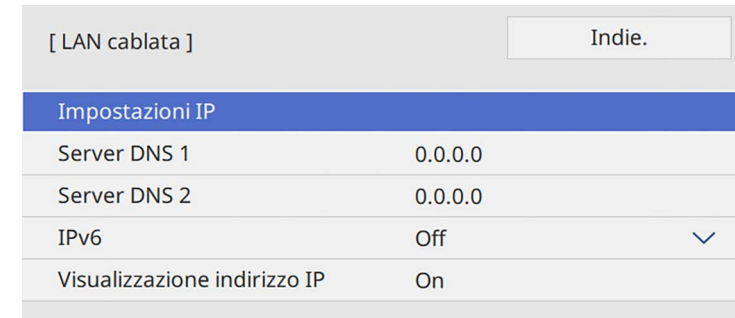 [ LAN cablata ]
Indie.
Impostazioni IP
Server DNS 1 0.0.0.0
Server DNS 2 0.0.0.0
IPv6 Off
Visualizzazione indirizzo IP On